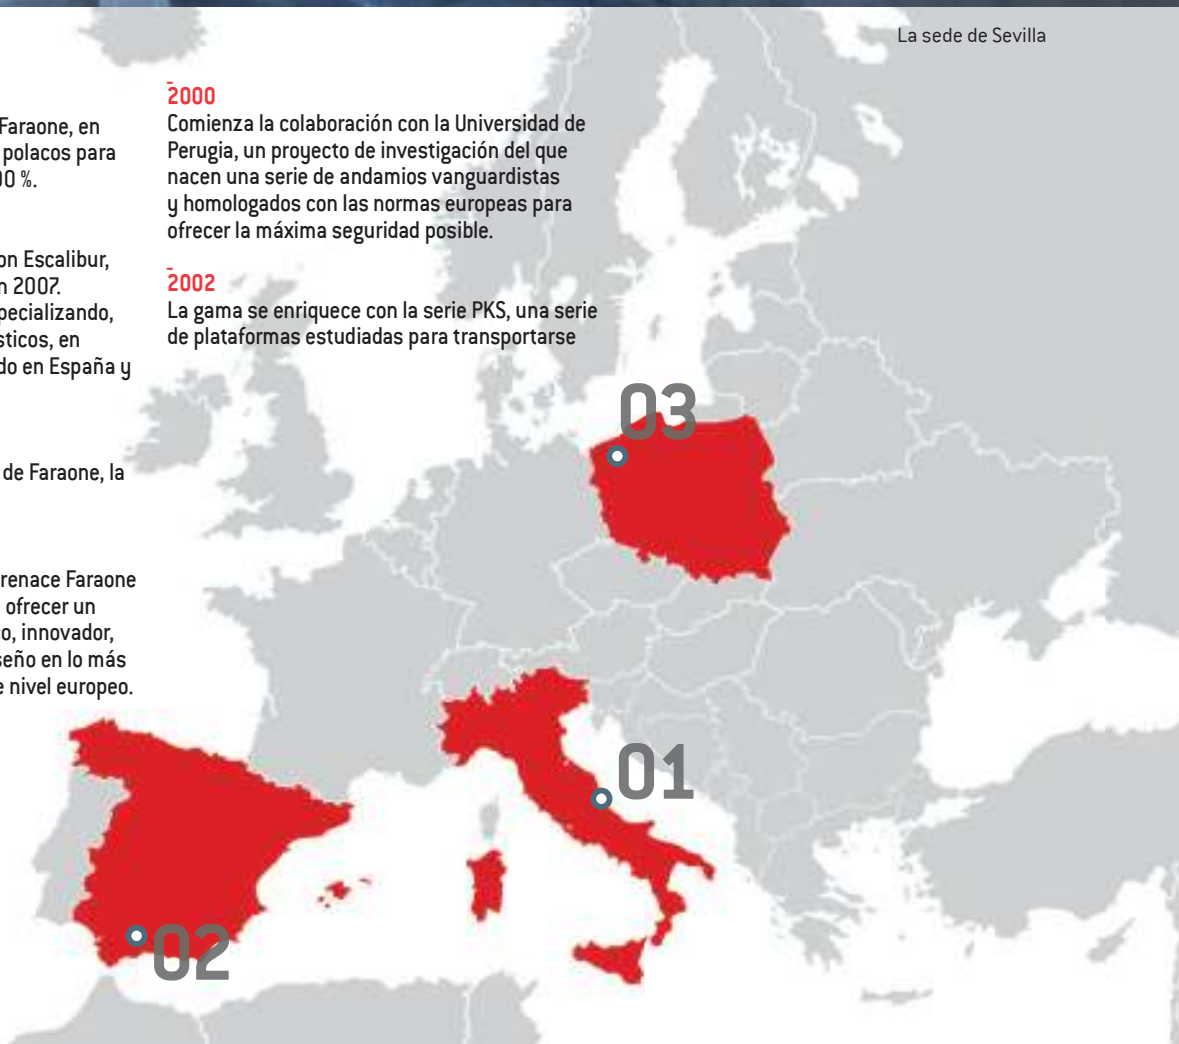 La sede de Sevilla
Faraone, en
polacos para
00 %.
on Escalibur,
n 2007.
pecializando,
sticos, en
do en España y
de Faraone, la
renace Faraone
ofrecer un
o, innovador,
seño en lo más
e nivel europeo.
2000
Comienza la colaboración con la Universidad de
Perugia, un proyecto de investigación del que
nacen una serie de andamios vanguardistas
y homologados con las normas europeas para
ofrecer la máxima seguridad posible.
2002
La gama se enriquece con la serie PKS, una serie
de plataformas estudiadas para transportarse
03
01
02